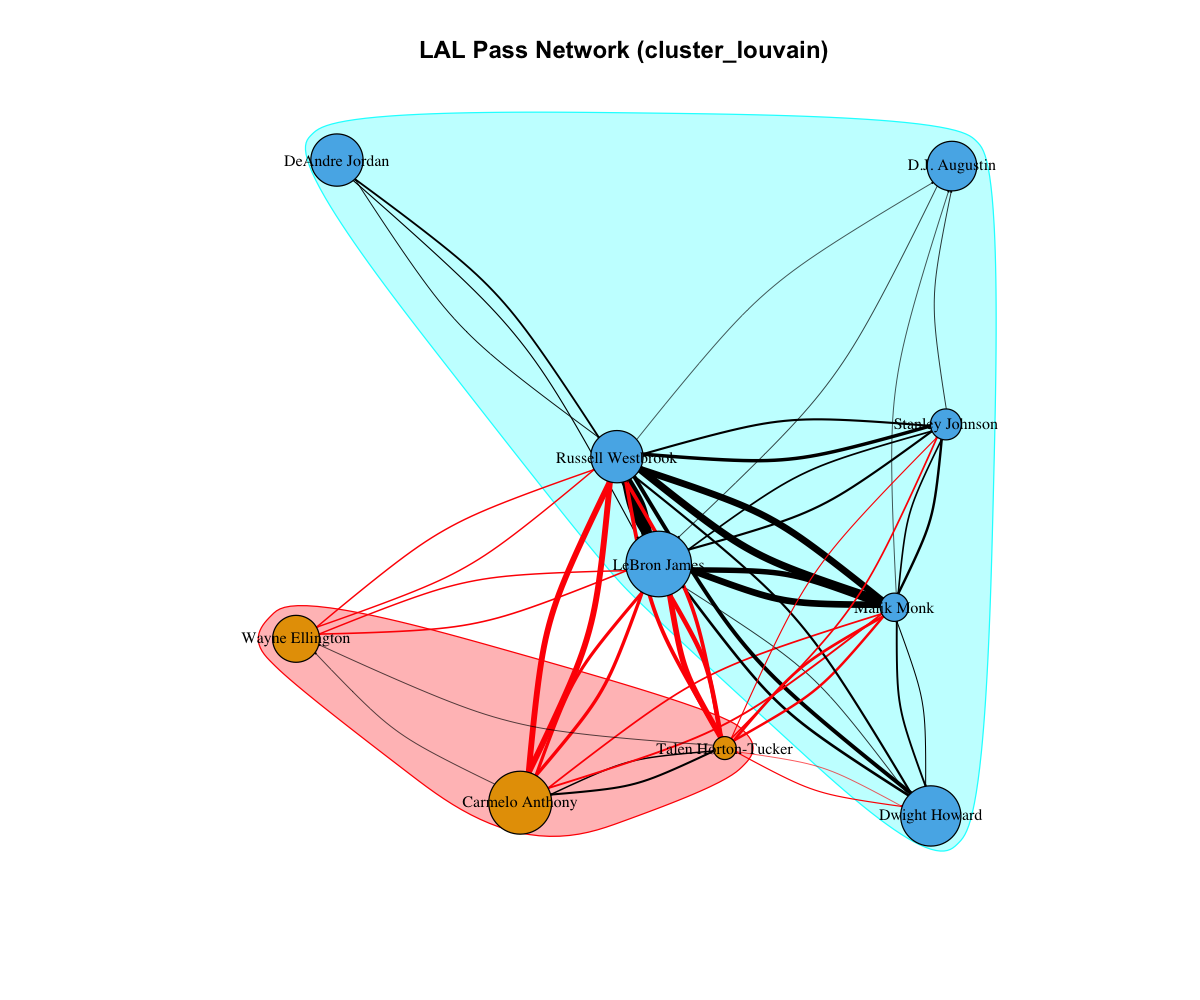 LAL Pass Network (cluster_louvain)
DeAndre Jordan
D.J. Augustin
Stanley Johnson
Russell Westbrook
LeBron James
Malik Monk
Wayne Ellington
Talen Horton-Tucker
Carmelo Anthony
Dwight Howard